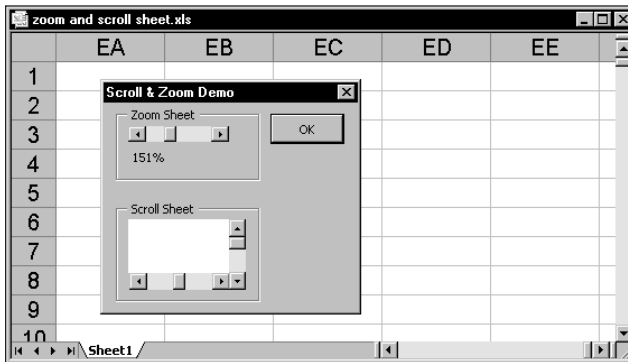 zoom and scroll sheet.xls
EA EB EC ED EE
1
2
3
4
5
6
7
8
9
10
Scroll & Zoom Demo
Zoom Sheet
151%
OK
Scroll Sheet
Sheet1